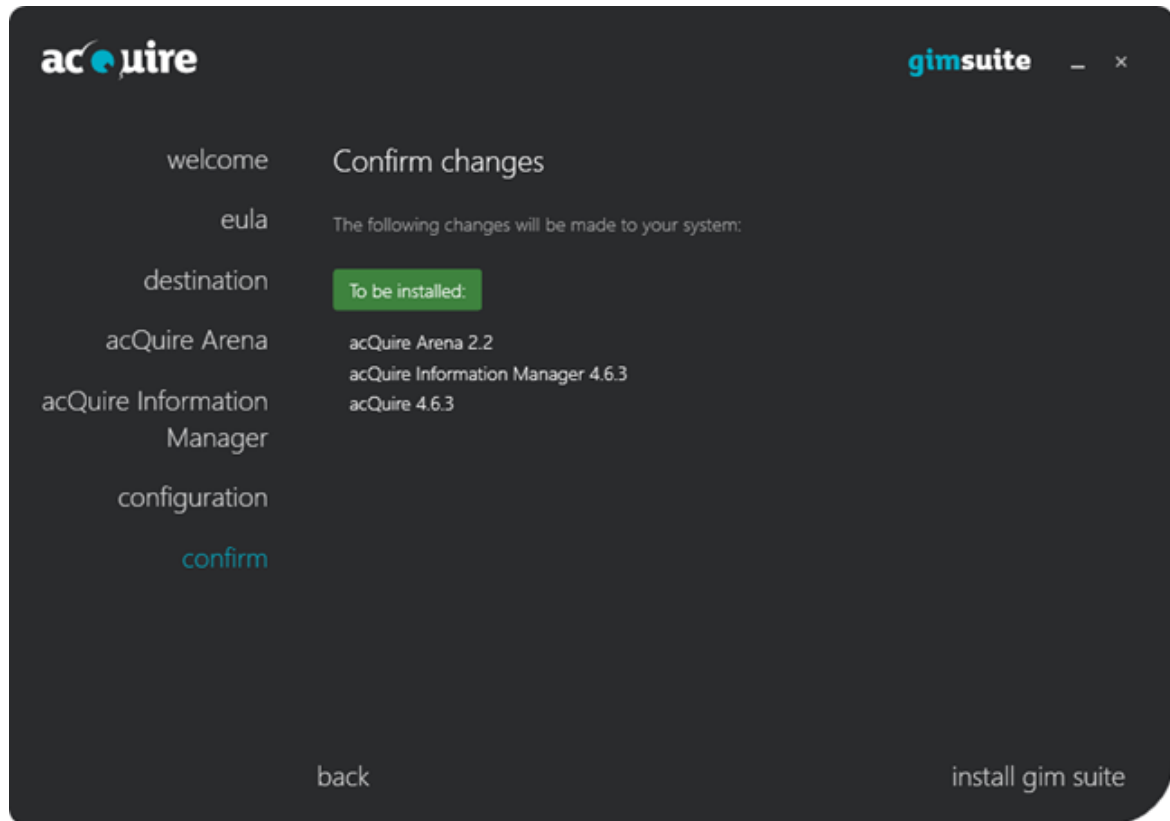 acQuire
gimsuite
welcome
eula
destination
acQuire Arena
acQuire Information
Manager
configuration
confirm
Confirm changes
The following changes will be made to your system:
To be installed:
acQuire Arena 2.2
acQuire Information Manager 4.6.3
acQuire 4.6.3
back
install gim suite